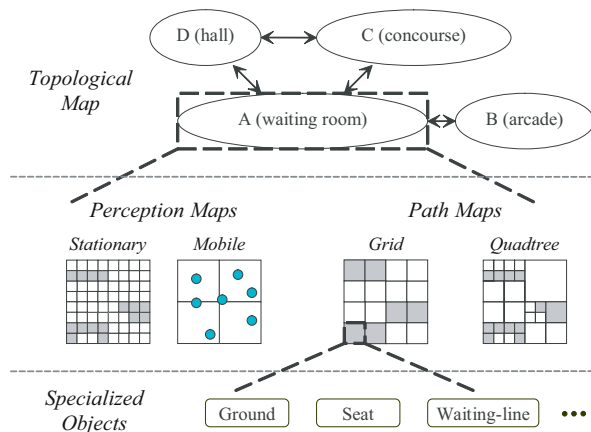 D (hall)
C (concourse)
Topological
Map
A (waiting room)
B (arcade)
Perception Maps
Path Maps
Stationary
Mobile
Grid
Quadtree
Specialized
Objects
Ground
Seat
Waiting-line
•••